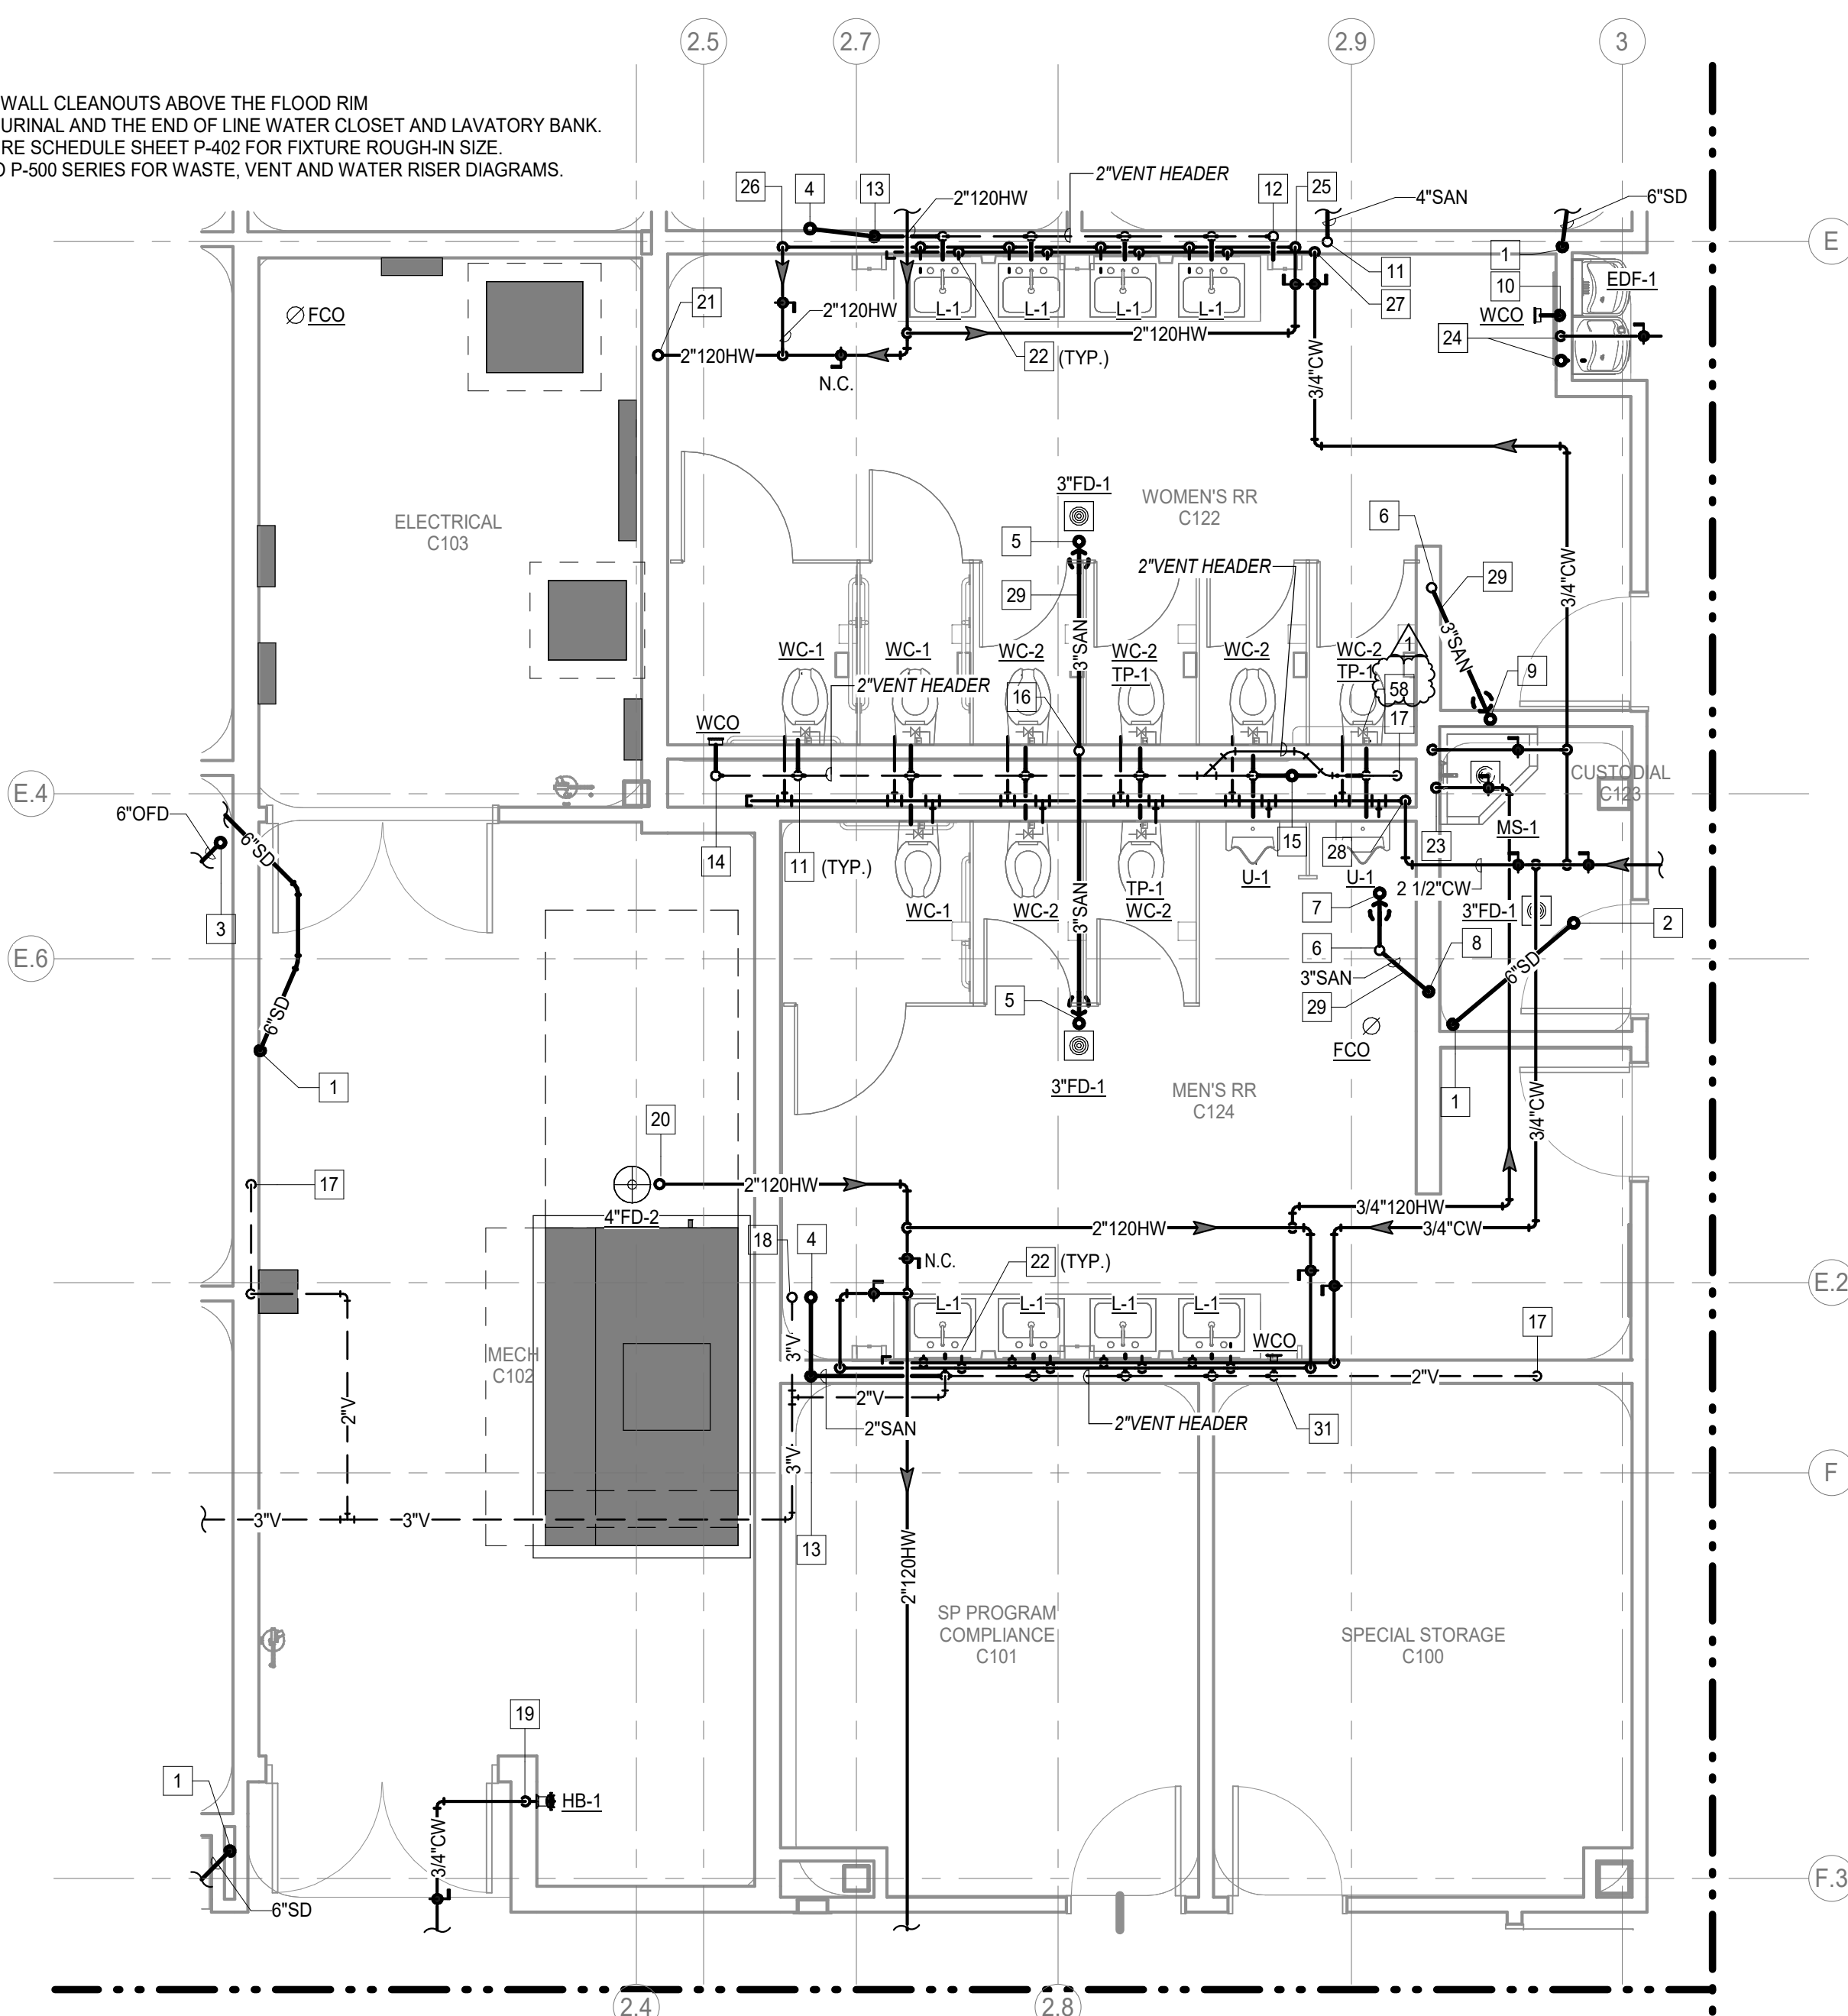 2.5
2.7
2.9
3
WALL CLEANOUTS ABOVE THE FLOOD RIM
URINAL AND THE END OF LINE WATER CLOSET AND LAVATORY BANK.
RE SCHEDULE SHEET P-402 FOR FIXTURE ROUGH-IN SIZE.
P-500 SERIES FOR WASTE, VENT AND WATER RISER DIAGRAMS.
2"VENT HEADER
26
4
13
2"120HW
12
25
4"SAN
6"SD
E
1
11
EDF-1
10
27
WCO
FCO
21
2"120HW
L-1
L-1
L-1
L-1
2"120HW
24
2"120HW
22 (TYP.)
N.C.
3/4"CW
3"FD-1
WOMEN'S RR
C122
ELECTRICAL
C103
5
6
2"VENT HEADER
29
29
3/4"CW
3"SAN
3"SAN
1
WC-1
WC-1
WC-2
WC-2
WC-2
WC-2
TP-1
TP-1
9
2"VENT HEADER
58
16
17
WCO
CUSTODIAL
C123
E.4
6"OFD
6"SD
MS-1
14
11 (TYP.)
15
28
23
U-1
U-1
2 1/2"CW
TP-1
WC-1
WC-2
WC-2
3"FD-1
3
7
2
3"SAN
6
8
E.6
6"SD
3"SAN
6"SD
5
29
FCO
1
3"FD-1
1
MEN'S RR
C124
3/4"CW
20
17
2"120HW
3/4"120HW
4"FD-2
2"120HW
3/4"CW
18
4
N.C.
22 (TYP.)
E.2
L-1
L-1
L-1
L-1
17
WCO
3"V
MECH
C102
2"V
2"V
2"V
2"VENT HEADER
2"SAN
31
3"V
F
3"V
3"V
13
2"120HW
SP PROGRAM
COMPLIANCE
C101
SPECIAL STORAGE
C100
19
1
HB-1
3/4"CW
F.3
6"SD
2.4
2.8